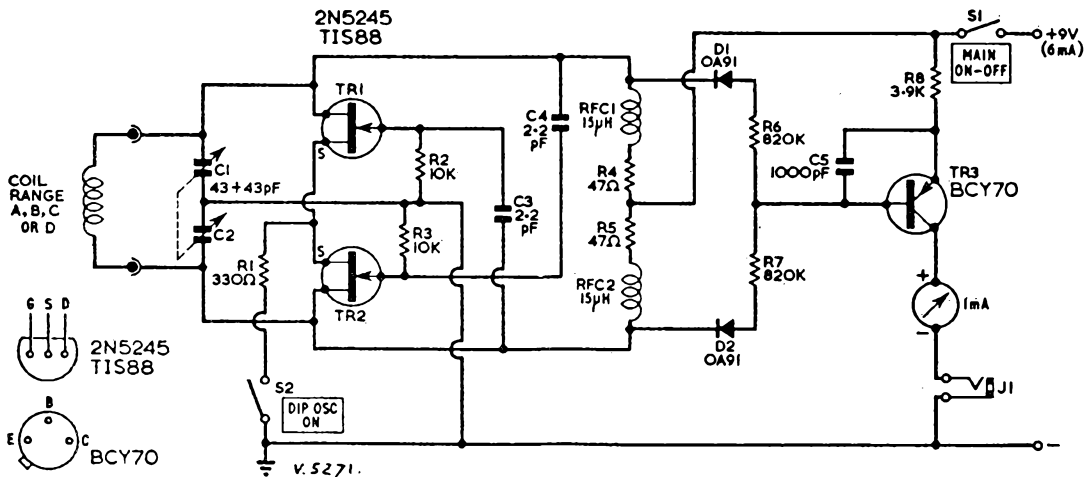 2N5245
TIS88
S1
+9V
(6mA)
MAIN
ON-OFF
D1
OA91
R8
3.9K
TR1
C4
2·2
pF
RFC1
15µH
R6
820K
C5
1000pF
TR3
BCY70
S
R2
10K
C1
43+43pF
COIL
RANGE
A, B, C
OR D
R4
47Ω
C3
2·2
pF
C2
R3
10K
R5
47Ω
R1
330Ω
S
R7
820K
RFC2
15µH
+
1mA
-
TR2
D2
OA91
G S D
2N5245
TIS88
S2
DIP OSC
ON
J1
B
E
C
BCY70
-
V.5271.